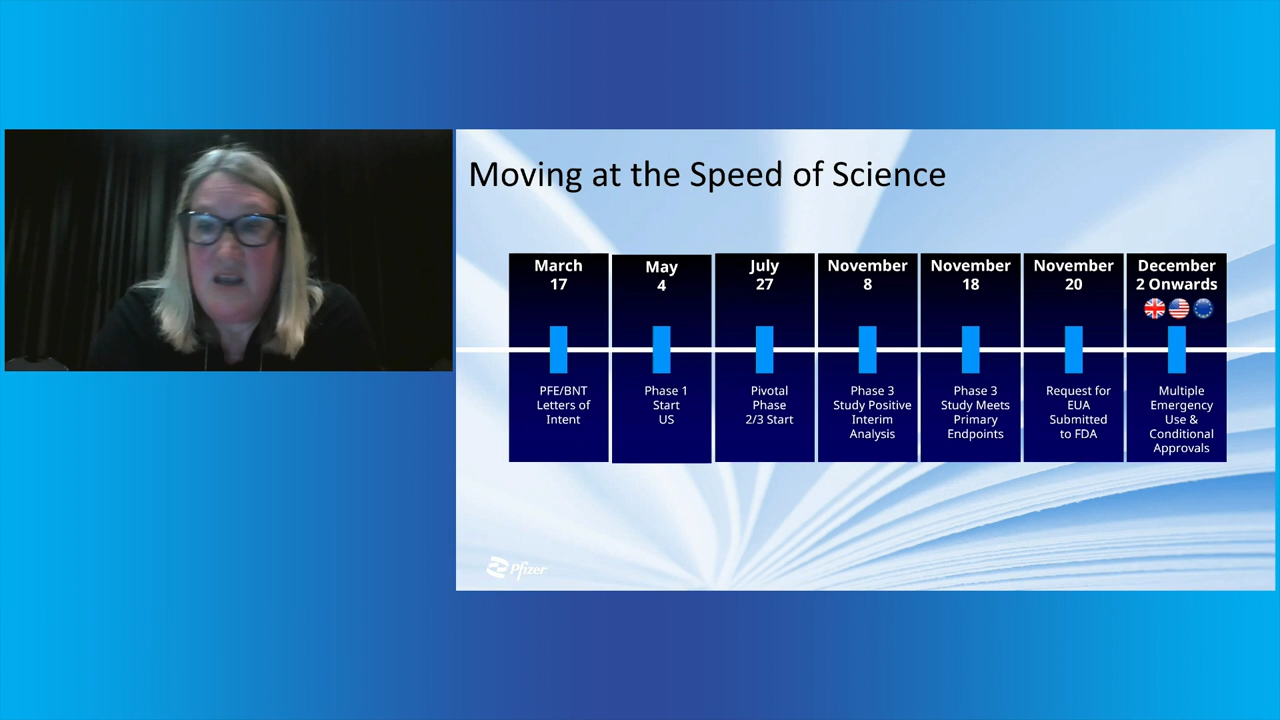 Moving at the Speed of Science
March
17
May
4
July
27
November
8
November
18
November
20
December
2 Onwards
PFE/BNT
Letters of
Intent
Phase 1
Start
US
Pivotal
Phase
2/3 Start
Phase 3
Study Positive
Interim
Analysis
Phase 3
Study Meets
Primary
Endpoints
Request for
EUA
Submitted
to FDA
Multiple
Emergency
Use &
Conditional
Approvals
Pfizer